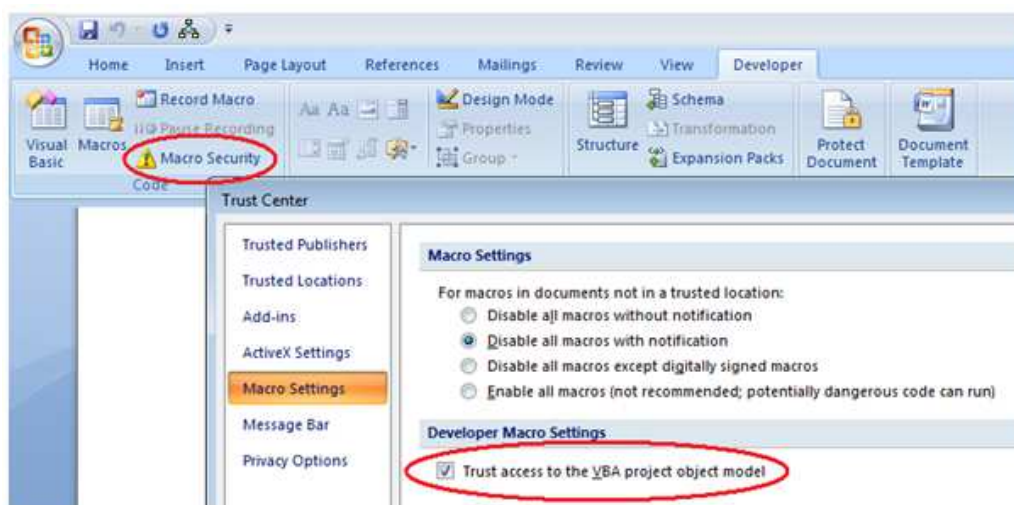 Home Insert Page Layout References Mailings Review View Developer
Visual Basic
Macros
Record Macro
Pause Recording
Macro Security
Code
Aa Aa
Design Mode
Properties
Group
Structure
Schema
Transformation
Expansion Packs
Protect Document
Document Template
Trust Center
Trusted Publishers
Trusted Locations
Add-ins
ActiveX Settings
Macro Settings
Message Bar
Privacy Options
Macro Settings
For macros in documents not in a trusted location:
Disable all macros without notification
Disable all macros with notification
Disable all macros except digitally signed macros
Enable all macros (not recommended; potentially dangerous code can run)
Developer Macro Settings
Trust access to the VBA project object model